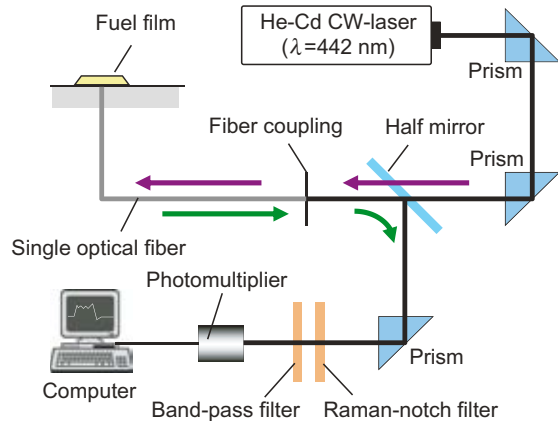 Fuel film
He-Cd CW-laser
(λ=442 nm)
Prism
Fiber coupling
Half mirror
Prism
Single optical fiber
Photomultiplier
Prism
Computer
Band-pass filter
Raman-notch filter